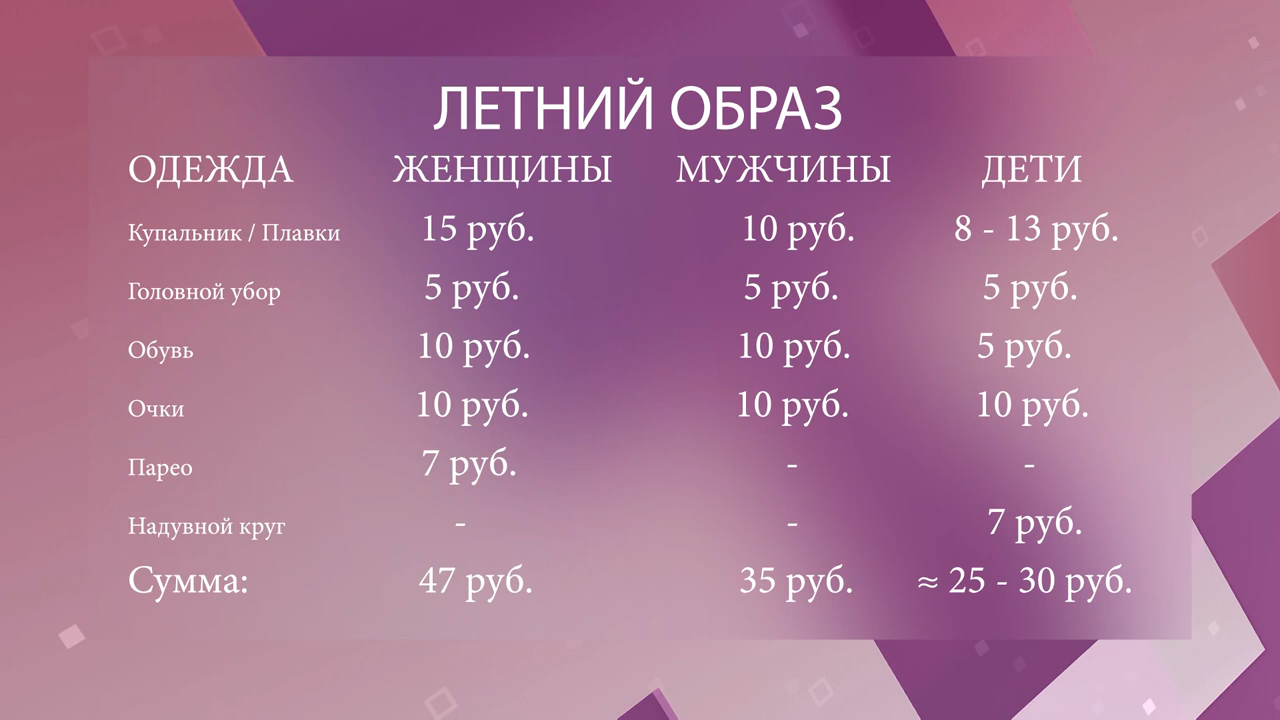 ЛЕТНИЙ ОБРАЗ
ОДЕЖДА ЖЕНЩИНЫ МУЖЧИНЫ ДЕТИ
Купальник / Плавки 15 руб. 10 руб. 8 - 13 руб.
Головной убор 5 руб. 5 руб. 5 руб.
Обувь 10 руб. 10 руб. 5 руб.
Очки 10 руб. 10 руб. 10 руб.
Парео 7 руб. - -
Надувной круг - - 7 руб.
Сумма: 47 руб. 35 руб. ≈ 25 - 30 руб.